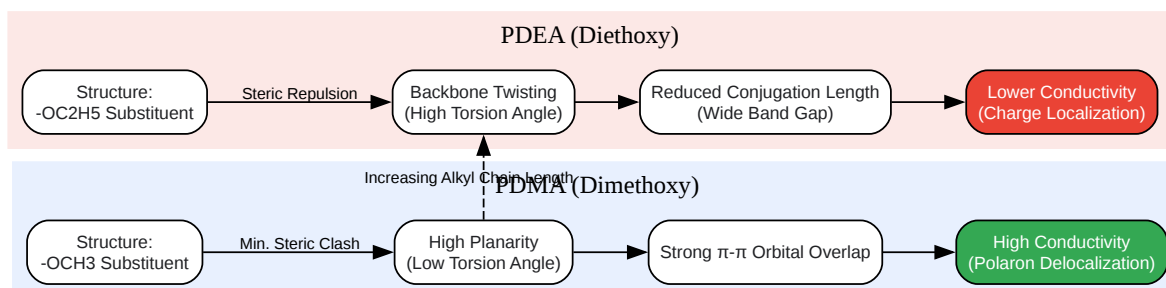 PDEA (Diethoxy)
Structure:
-OC2H5 Substituent
Steric Repulsion
Backbone Twisting
(High Torsion Angle)
Reduced Conjugation Length
(Wide Band Gap)
Lower Conductivity
(Charge Localization)
Increasing Alkyl Chain Length
PDMA (Dimethoxy)
Structure:
-OCH3 Substituent
Min. Steric Clash
High Planarity
(Low Torsion Angle)
Strong π-π Orbital Overlap
High Conductivity
(Polaron Delocalization)